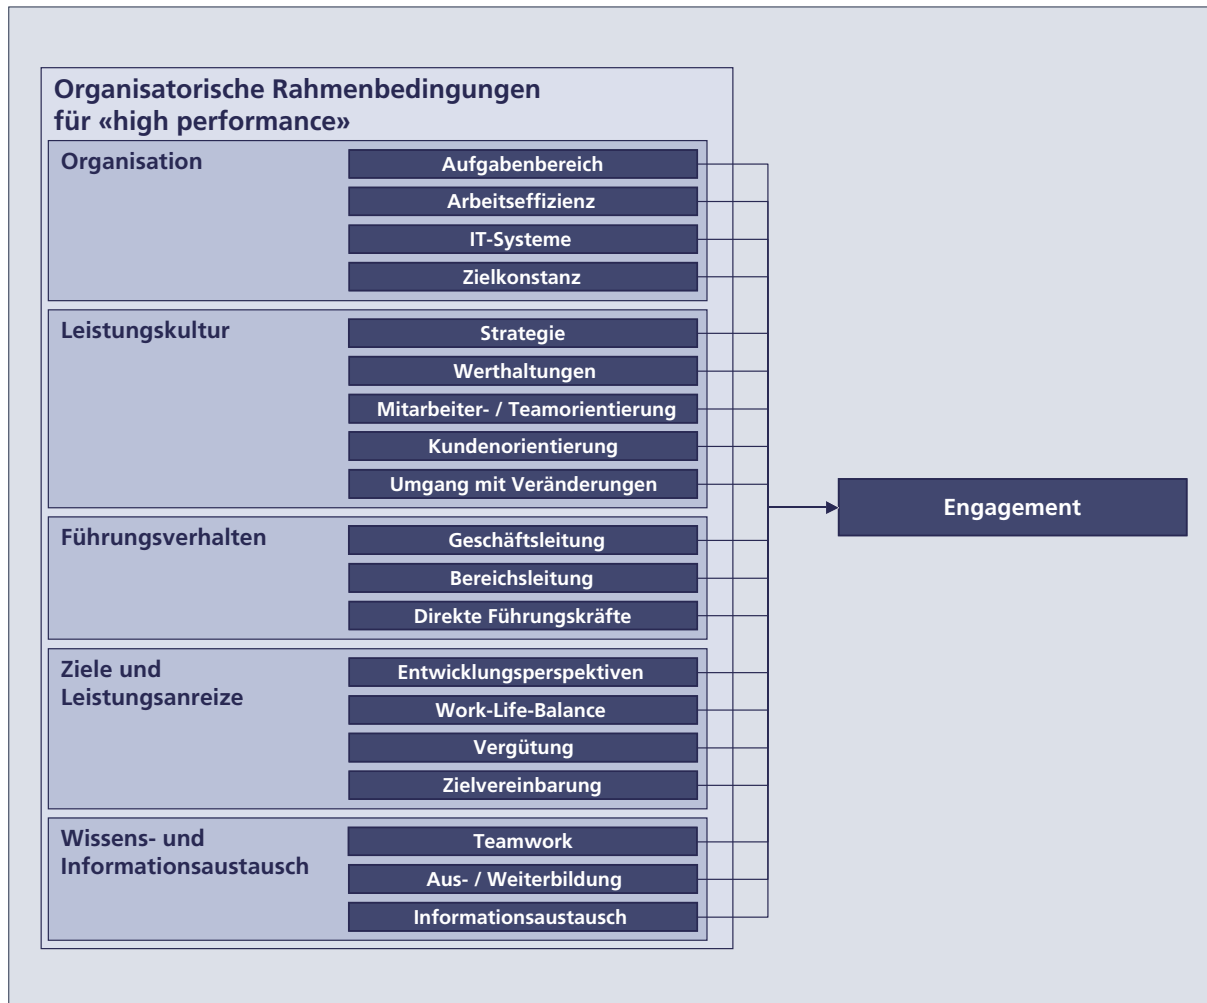 Organisatorische Rahmenbedingungen
für «high performance»
Organisation
Aufgabenbereich
Arbeitseffizienz
IT-Systeme
Zielkonstanz
Leistungskultur
Strategie
Werthaltungen
Mitarbeiter- / Teamorientierung
Kundenorientierung
Umgang mit Veränderungen
Führungsverhalten
Geschäftsleitung
Bereichsleitung
Direkte Führungskräfte
Ziele und
Leistungsanreize
Entwicklungsperspektiven
Work-Life-Balance
Vergütung
Zielvereinbarung
Wissens- und
Informationsaustausch
Teamwork
Aus- / Weiterbildung
Informationsaustausch
Engagement